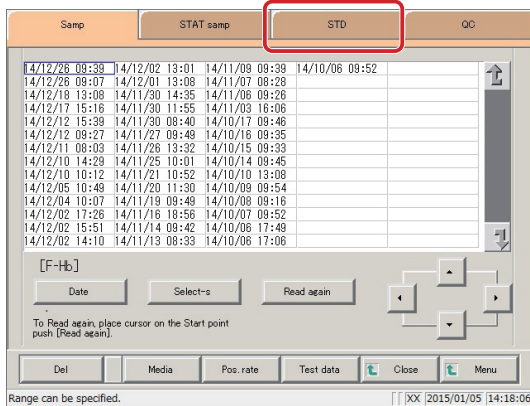 Samp STAT samp STD QC
14/12/26 09:39 14/12/02 13:01 14/11/09 09:39 14/10/06 09:52
14/12/26 09:07 14/12/01 13:08 14/11/07 08:28
14/12/18 13:08 14/11/30 14:35 14/11/06 09:26
14/12/17 15:16 14/11/30 11:55 14/11/03 16:06
14/12/12 15:39 14/11/30 08:40 14/10/17 09:46
14/12/12 09:27 14/11/27 09:49 14/10/16 09:35
14/12/11 08:03 14/11/26 13:32 14/10/15 09:33
14/12/10 14:29 14/11/25 10:01 14/10/14 09:45
14/12/10 10:12 14/11/21 10:52 14/10/10 13:08
14/12/05 10:49 14/11/20 11:30 14/10/09 09:54
14/12/04 10:07 14/11/19 09:49 14/10/08 09:16
14/12/02 17:26 14/11/16 18:56 14/10/07 09:52
14/12/02 15:51 14/11/14 09:42 14/10/06 17:49
14/12/02 14:10 14/11/13 08:33 14/10/06 17:06
[F-Hb]
Date Select-s Read again
To Read again, place cursor on the Start point
push [Read again].
Del Media Pos. rate Test data Close Menu
Range can be specified. XX 2015/01/05 14:18:06